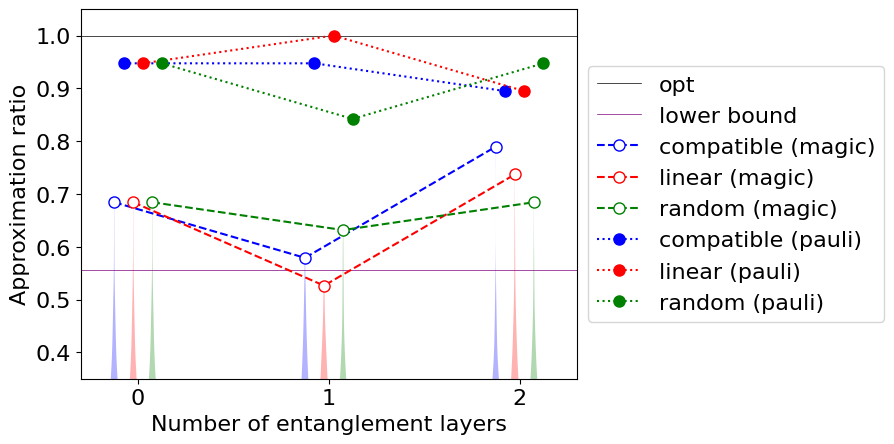 1.0
0.9
0.8
0.7
0.6
0.5
0.4
Approximation ratio
0 1 2
Number of entanglement layers
opt
lower bound
compatible (magic)
linear (magic)
random (magic)
compatible (pauli)
linear (pauli)
random (pauli)